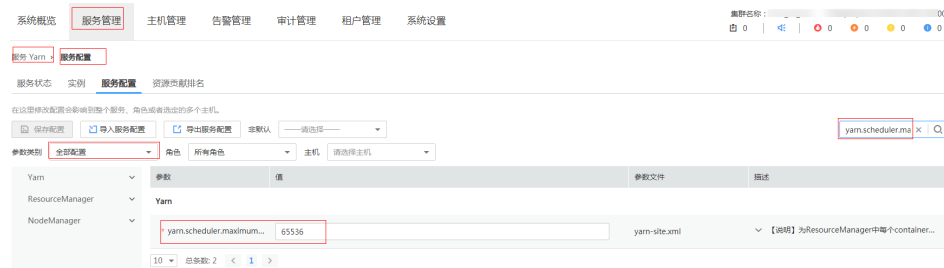 系统概览 服务管理 主机管理 告警管理 审计管理 租户管理 系统设置
集群名称：
0 0 0 0 0
服务 Yarn › 服务配置
服务状态 实例 服务配置 资源贡献排名
在这里修改配置会影响到整个服务、角色或者选定的多个主机。
保存配置 导入服务配置 导出服务配置 非默认 ——请选择—— yarn.scheduler.ma ×
参数类别 全部配置 角色 所有角色 主机 请选择主机
Yarn 参数 值 参数文件 描述
ResourceManager Yarn
NodeManager * yarn.scheduler.maximum... 65536 yarn-site.xml 【说明】为ResourceManager中每个container...
10 总条数: 2 < 1 >